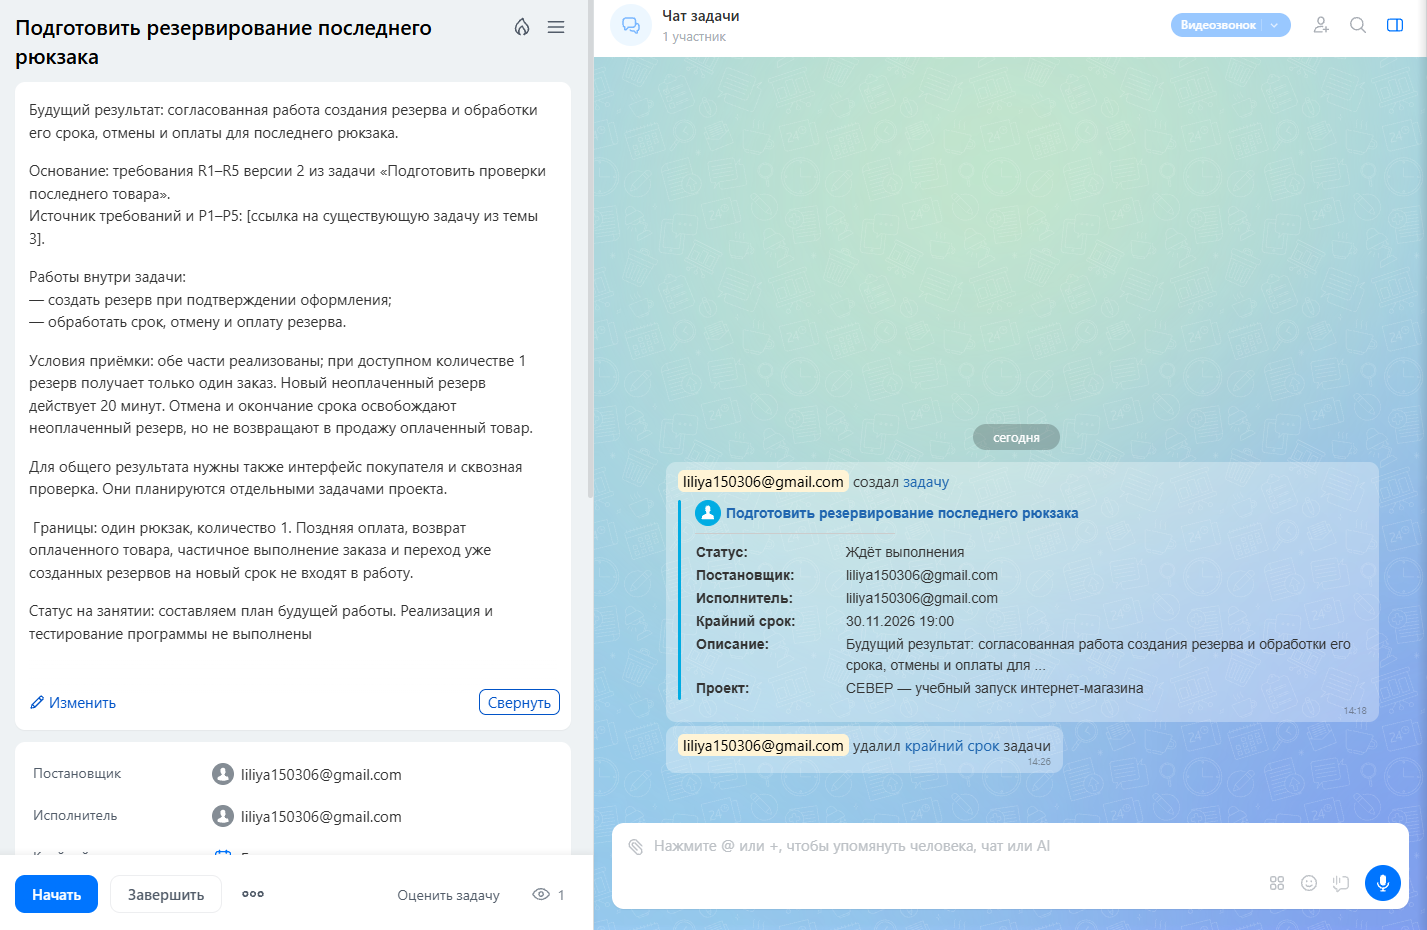 Подготовить резервирование последнего
рюкзака
Будущий результат: согласованная работа создания резерва и обработки
его срока, отмены и оплаты для последнего рюкзака.
Основание: требования R1–R5 версии 2 из задачи «Подготовить проверки
последнего товара».
Источник требований и P1–P5: [ссылка на существующую задачу из темы
3].
Работы внутри задачи:
— создать резерв при подтверждении оформления;
— обработать срок, отмену и оплату резерва.
Условия приёмки: обе части реализованы; при доступном количестве 1
резерв получает только один заказ. Новый неоплаченный резерв
действует 20 минут. Отмена и окончание срока освобождают
неоплаченный резерв, но не возвращают в продажу оплаченный товар.
Для общего результата нужны также интерфейс покупателя и сквозная
проверка. Они планируются отдельными задачами проекта.
Границы: один рюкзак, количество 1. Поздняя оплата, возврат
оплаченного товара, частичное выполнение заказа и переход уже
созданных резервов на новый срок не входят в работу.
Статус на занятии: составляем план будущей работы. Реализация и
тестирование программы не выполнены
Изменить
Свернуть
Постановщик
liliya150306@gmail.com
Исполнитель
liliya150306@gmail.com
Начать
Завершить
Оценить задачу
1
Чат задачи
1 участник
Видеозвонок
сегодня
liliya150306@gmail.com создал задачу
Подготовить резервирование последнего рюкзака
Статус: Ждёт выполнения
Постановщик: liliya150306@gmail.com
Исполнитель: liliya150306@gmail.com
Крайний срок: 30.11.2026 19:00
Описание: Будущий результат: согласованная работа создания резерва и обработки его
срока, отмены и оплаты для ...
Проект: СЕВЕР — учебный запуск интернет-магазина
14:18
liliya150306@gmail.com удалил крайний срок задачи
14:26
Нажмите @ или +, чтобы упомянуть человека, чат или AI